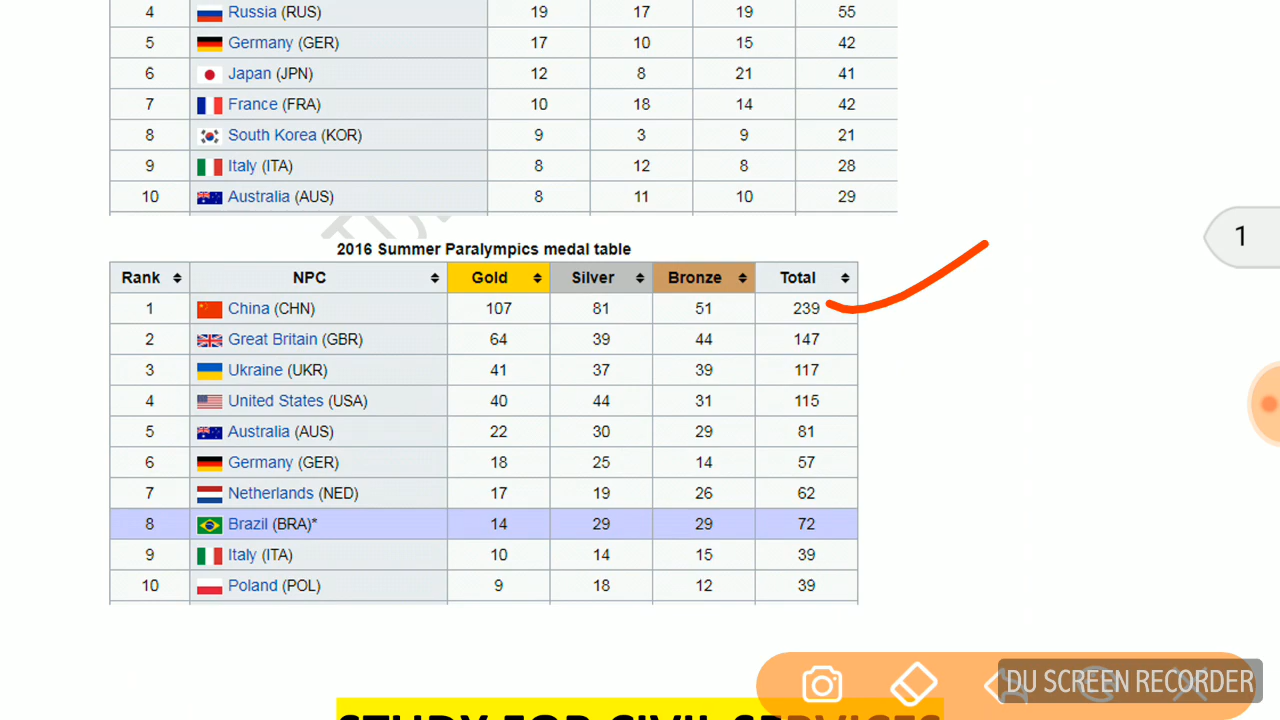 4 Russia (RUS) 19 17 19 55
5 Germany (GER) 17 10 15 42
6 Japan (JPN) 12 8 21 41
7 France (FRA) 10 18 14 42
8 South Korea (KOR) 9 3 9 21
9 Italy (ITA) 8 12 8 28
10 Australia (AUS) 8 11 10 29
2016 Summer Paralympics medal table
Rank NPC Gold Silver Bronze Total
1 China (CHN) 107 81 51 239
2 Great Britain (GBR) 64 39 44 147
3 Ukraine (UKR) 41 37 39 117
4 United States (USA) 40 44 31 115
5 Australia (AUS) 22 30 29 81
6 Germany (GER) 18 25 14 57
7 Netherlands (NED) 17 19 26 62
8 Brazil (BRA)* 14 29 29 72
9 Italy (ITA) 10 14 15 39
10 Poland (POL) 9 18 12 39
1
DU SCREEN RECORDER
STUDY FOR CIVIL SERVICES